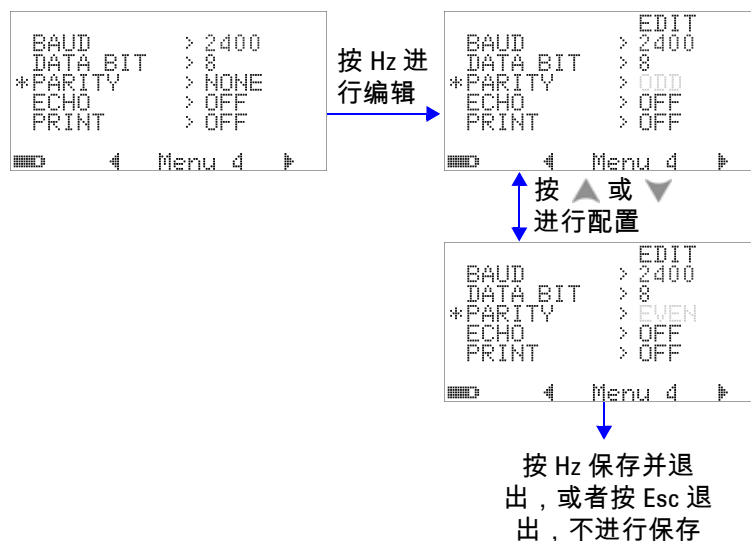 BAUD > 2400
DATA BIT > 8
*PARITY > NONE
ECHO > OFF
PRINT > OFF
Menu 4
按 Hz 进
行编辑
EDIT
BAUD > 2400
DATA BIT > 8
*PARITY > ODD
ECHO > OFF
PRINT > OFF
Menu 4
按 ▲ 或 ▼
进行配置
EDIT
BAUD > 2400
DATA BIT > 8
*PARITY > EVEN
ECHO > OFF
PRINT > OFF
Menu 4
按 Hz 保存并退
出，或者按 Esc 退
出，不进行保存